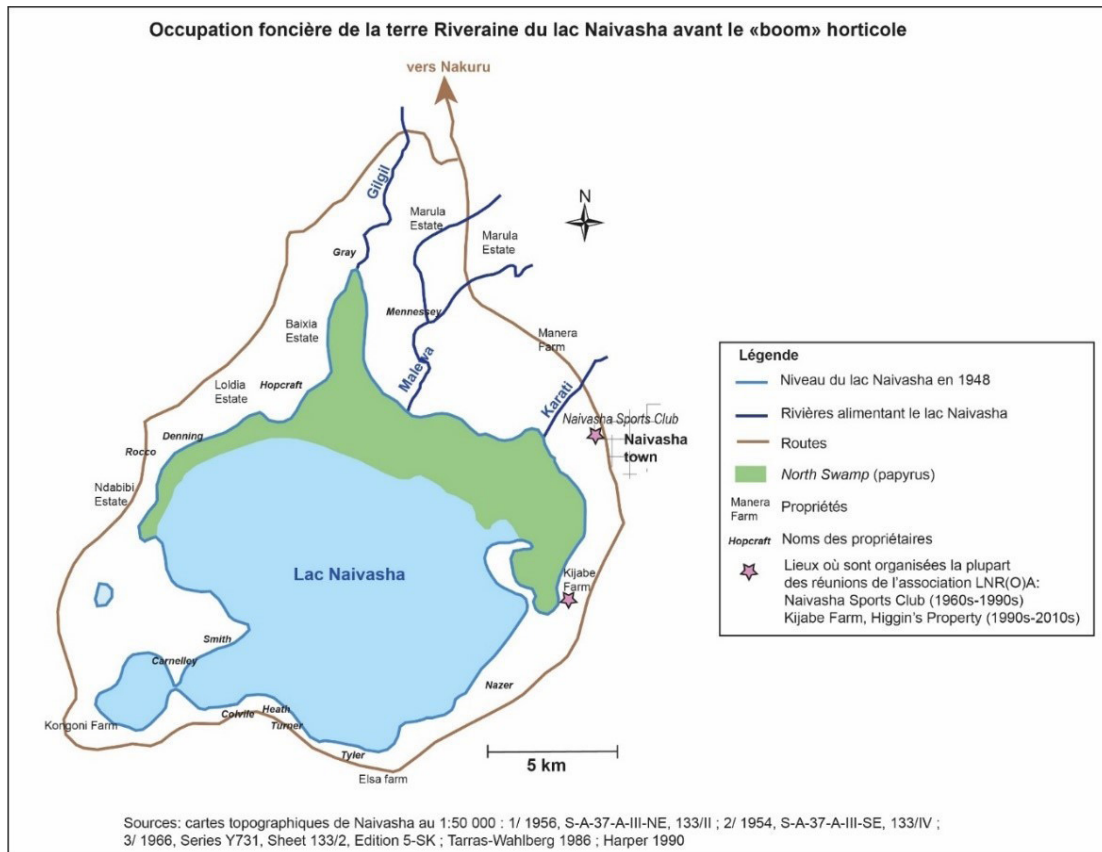 Occupation foncière de la terre Riveraine du lac Naivasha avant le «boom» horticole
vers Nakuru
Gilgil
N
Marula
Estate
Marula
Estate
Gray
Mennessey
Baixia
Estate
Manera
Farm
Malewa
Karati
Loldia
Estate
Hopcraft
Naivasha Sports Club
Naivasha
town
Denning
Rocco
Ndabibi
Estate
Lac Naivasha
Kijabe
Farm
Smith
Carnelley
Nazer
Kongoni Farm
Colvile
Heath
Turner
Tyler
Elsa farm
5 km
Légende
Niveau du lac Naivasha en 1948
Rivières alimentant le lac Naivasha
Routes
North Swamp (papyrus)
Manera
Farm
Propriétés
Hopcraft
Noms des propriétaires
Lieux où sont organisées la plupart
des réunions de l'association LNR(O)A:
Naivasha Sports Club (1960s-1990s)
Kijabe Farm, Higgin's Property (1990s-2010s)
Sources: cartes topographiques de Naivasha au 1:50 000 : 1/ 1956, S-A-37-A-III-NE, 133/II ; 2/ 1954, S-A-37-A-III-SE, 133/IV ;
3/ 1966, Series Y731, Sheet 133/2, Edition 5-SK ; Tarras-Wahlberg 1986 ; Harper 1990